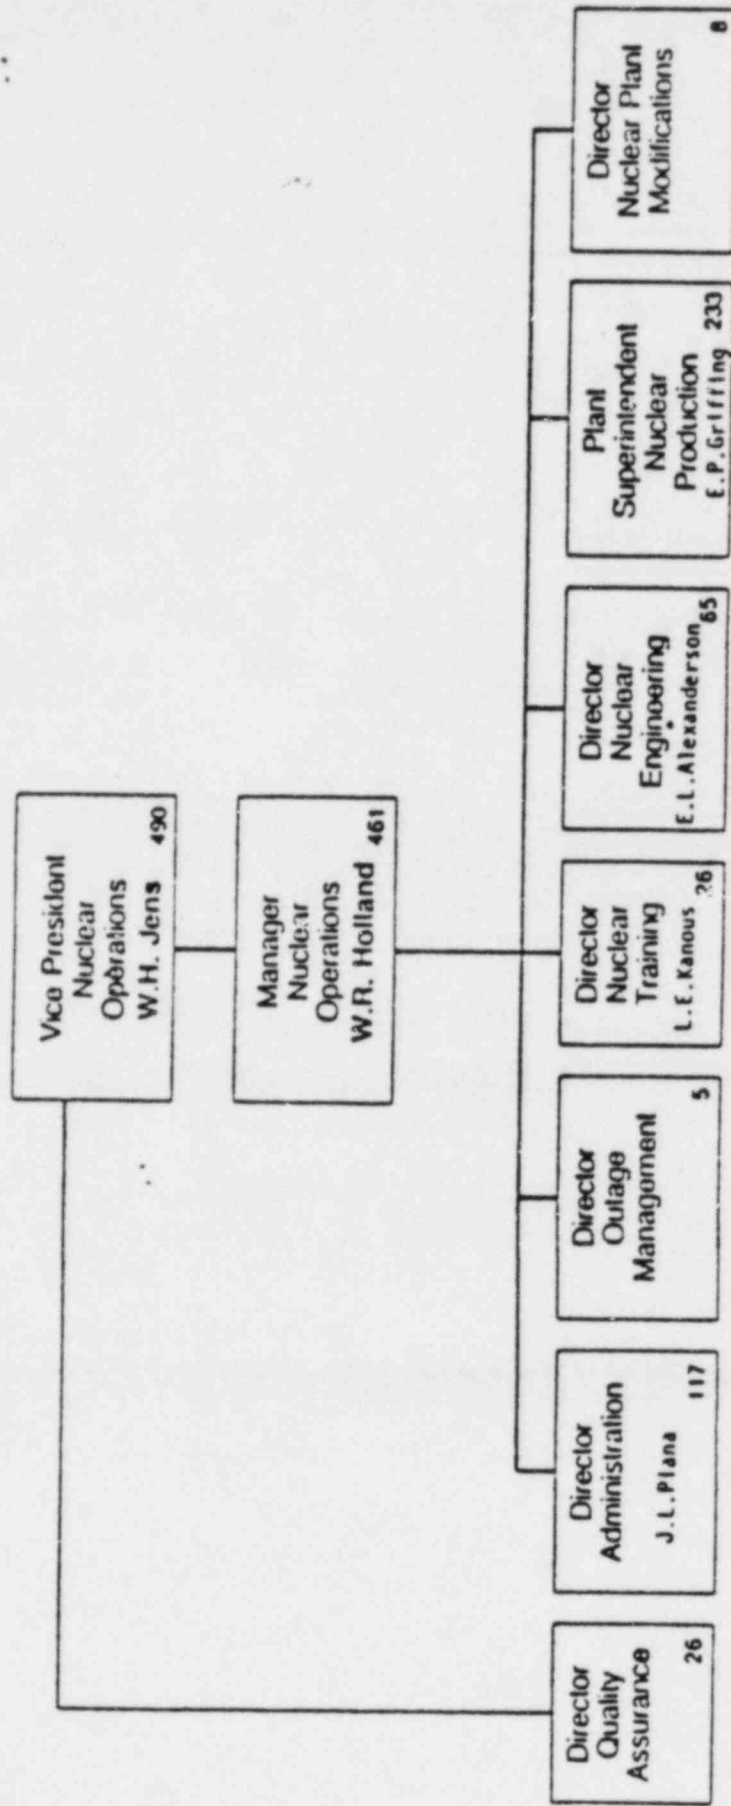 Vice President
Nuclear
Operations
W.H. Jens 490
Manager
Nuclear
Operations
W.R. Holland 461
Director
Quality
Assurance
26
Director
Administration
J.L.Plana
117
Director
Outage
Management
5
Director
Nuclear
Training
L.E.Kanous 26
Director
Nuclear
Engineering
E.L.Alexanderson 65
Plant
Superintendent
Nuclear
Production
E.P.Griffing 233
Director
Nuclear Plant
Modifications
8